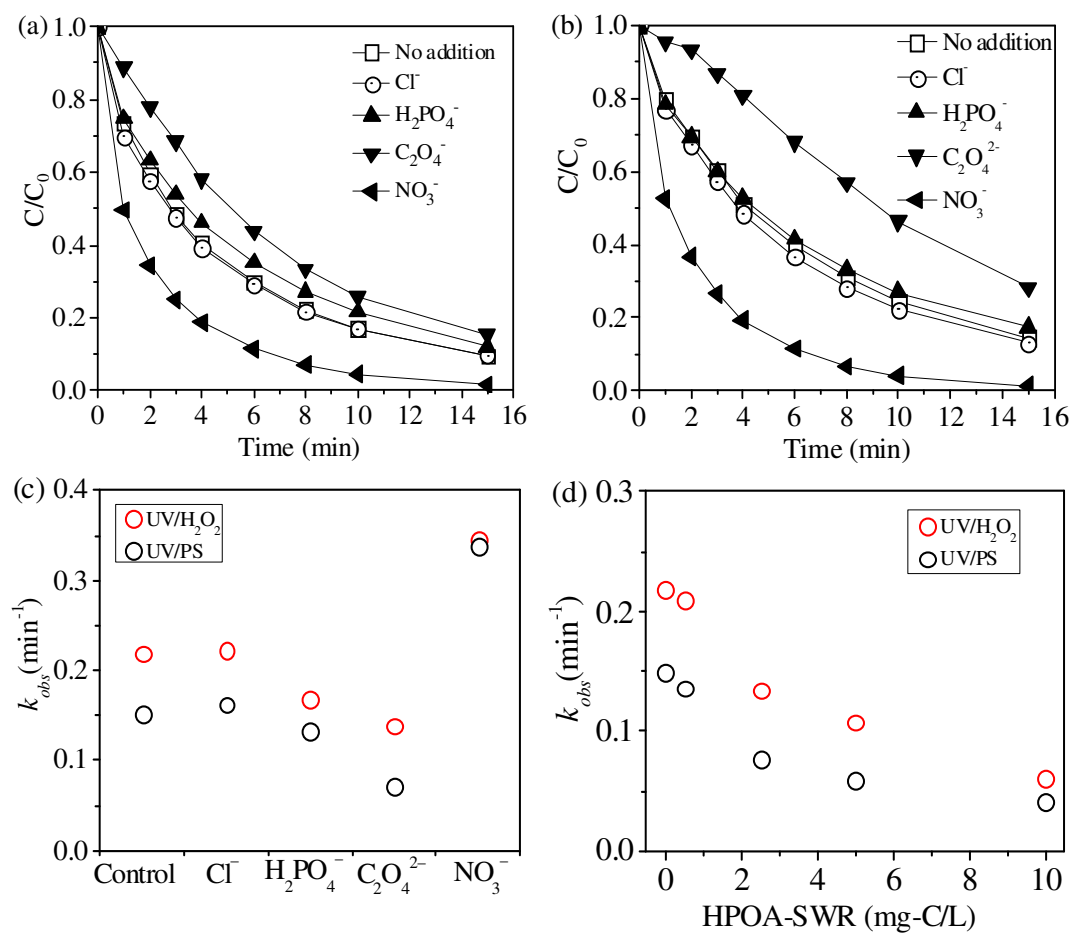 (a)
C/C₀
1.0
0.8
0.6
0.4
0.2
0.0
No addition
Cl⁻
H₂PO₄⁻
C₂O₄⁻
NO₃⁻
0 2 4 6 8 10 12 14 16
Time (min)
(b)
C/C₀
1.0
0.8
0.6
0.4
0.2
0.0
No addition
Cl⁻
H₂PO₄⁻
C₂O₄²⁻
NO₃⁻
0 2 4 6 8 10 12 14 16
Time (min)
(c)
k_obs (min⁻¹)
0.4
0.3
0.2
0.1
0.0
UV/H₂O₂
UV/PS
Control Cl⁻ H₂PO₄⁻ C₂O₄²⁻ NO₃⁻
(d)
k_obs (min⁻¹)
0.3
0.2
0.1
0.0
UV/H₂O₂
UV/PS
0 2 4 6 8 10
HPOA-SWR (mg-C/L)